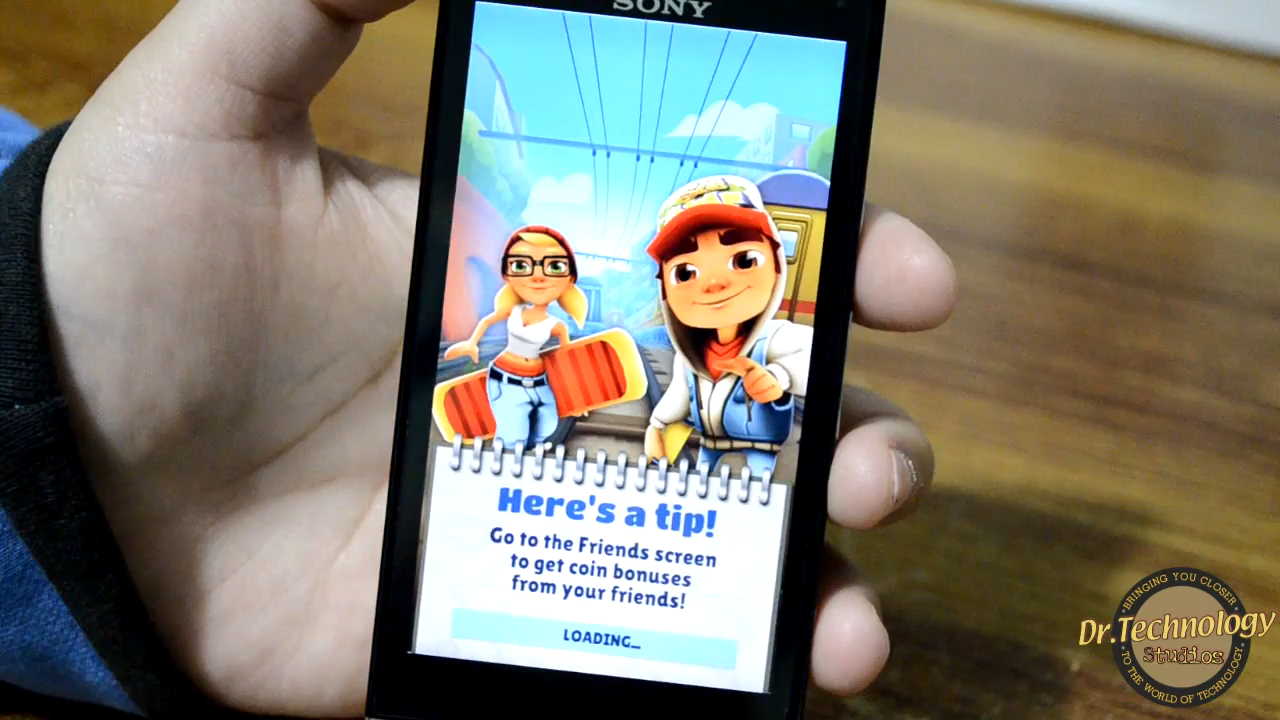 SONY
Here's a tip!
Go to the Friends screen
to get coin bonuses
from your friends!
LOADING...
BRINGING YOU CLOSER
Dr.Technology
Studios
TO THE WORLD OF TECHNOLOGY.